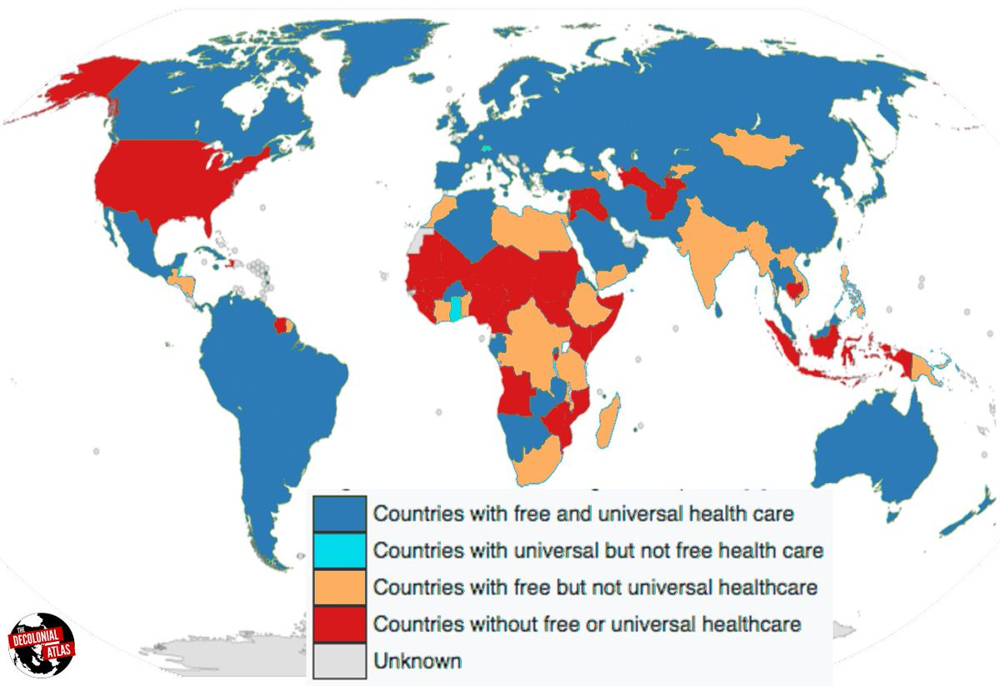 Countries with free and universal health care
Countries with universal but not free health care
Countries with free but not universal healthcare
Countries without free or universal healthcare
Unknown
THE
DECOLONIAL
ATLAS